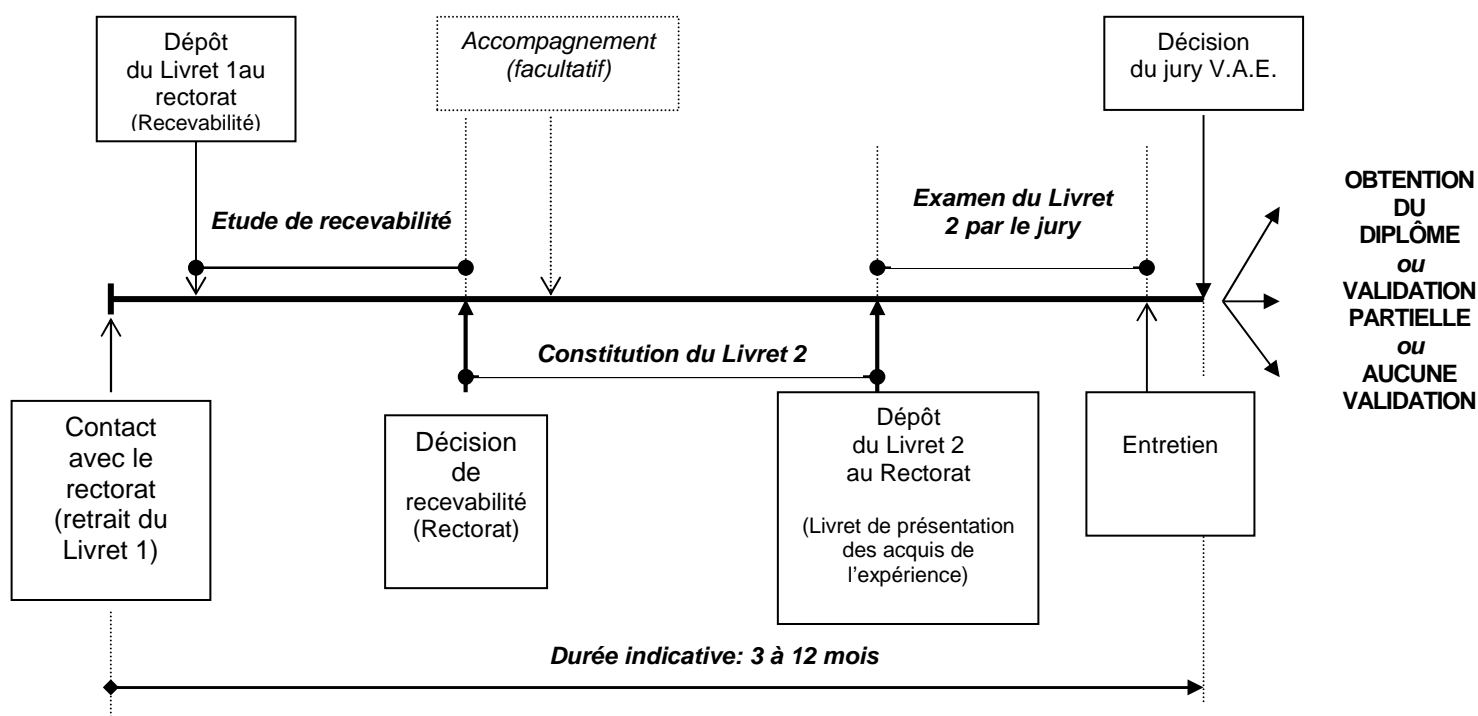 Dépôt
du Livret 1au
rectorat
(Recevabilité)
Accompagnement
(facultatif)
Décision
du jury V.A.E.
Etude de recevabilité
Examen du Livret
2 par le jury
OBTENTION
DU
DIPLÔME
ou
VALIDATION
PARTIELLE
ou
AUCUNE
VALIDATION
Constitution du Livret 2
Contact
avec le
rectorat
(retrait du
Livret 1)
Décision
de
recevabilité
(Rectorat)
Dépôt
du Livret 2
au Rectorat
(Livret de présentation
des acquis de
l’expérience)
Entretien
Durée indicative: 3 à 12 mois